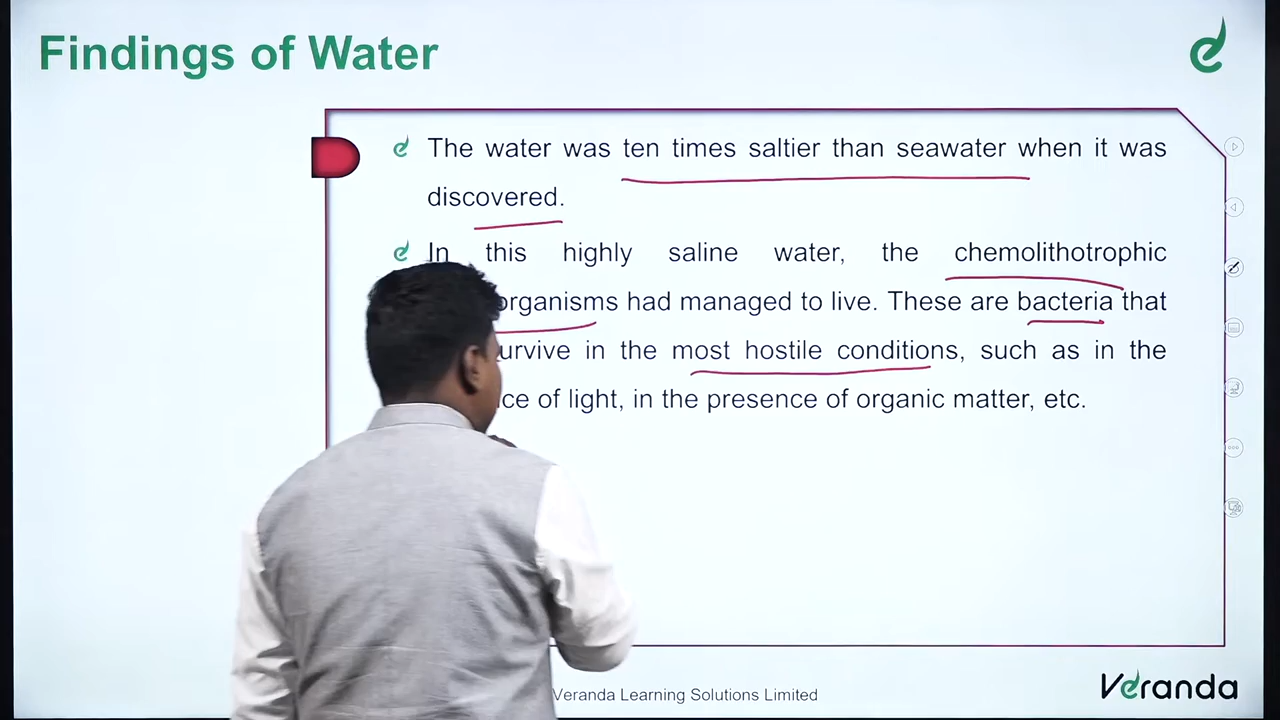 Findings of Water
The water was ten times saltier than seawater when it was
discovered.
In this highly saline water, the chemolithotrophic
organisms had managed to live. These are bacteria that
survive in the most hostile conditions, such as in the
of light, in the presence of organic matter, etc.
Veranda Learning Solutions Limited
Veranda